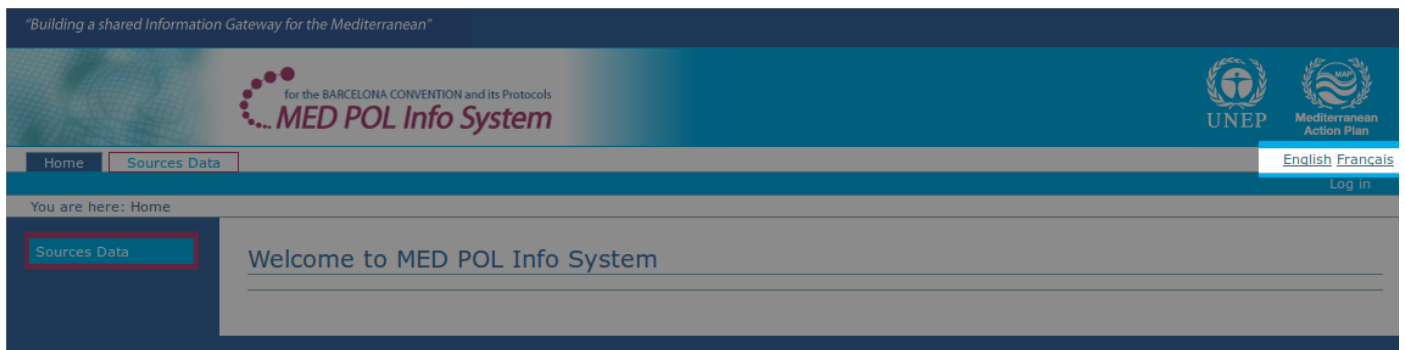 "Building a shared Information Gateway for the Mediterranean"
for the BARCELONA CONVENTION and its Protocols
MED POL Info System
UNEP
MAP
Mediterranean
Action Plan
Home Sources Data English Français
Log in
You are here: Home
Sources Data
Welcome to MED POL Info System